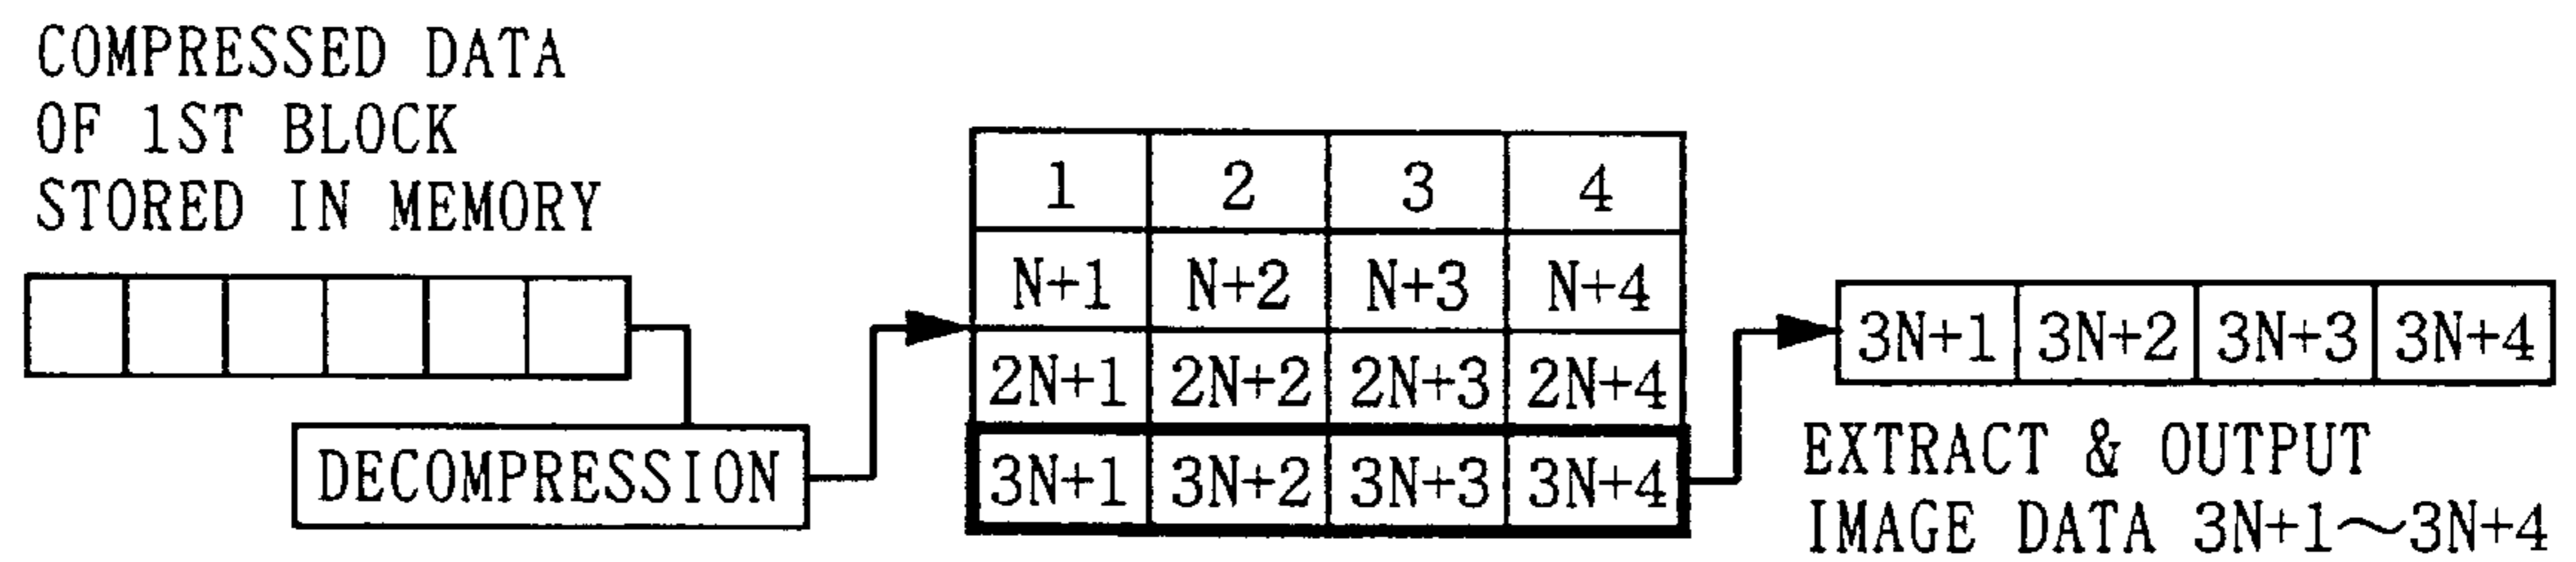 COMPRESSED DATA
OF 1ST BLOCK
STORED IN MEMORY
DECOMPRESSION
1 2 3 4
N+1 N+2 N+3 N+4
2N+1 2N+2 2N+3 2N+4
3N+1 3N+2 3N+3 3N+4
3N+1 3N+2 3N+3 3N+4
EXTRACT & OUTPUT
IMAGE DATA 3N+1~3N+4